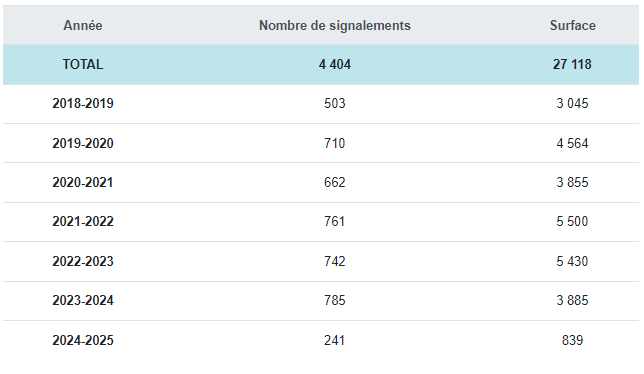 Année Nombre de signalements Surface
TOTAL 4 404 27 118
2018-2019 503 3 045
2019-2020 710 4 564
2020-2021 662 3 855
2021-2022 761 5 500
2022-2023 742 5 430
2023-2024 785 3 885
2024-2025 241 839